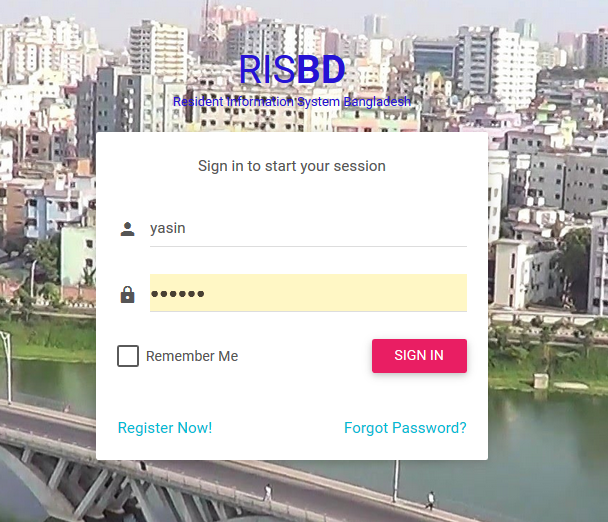 RISBD
Resident Information System Bangladesh
Sign in to start your session
yasin
••••••
Remember Me
SIGN IN
Register Now!
Forgot Password?